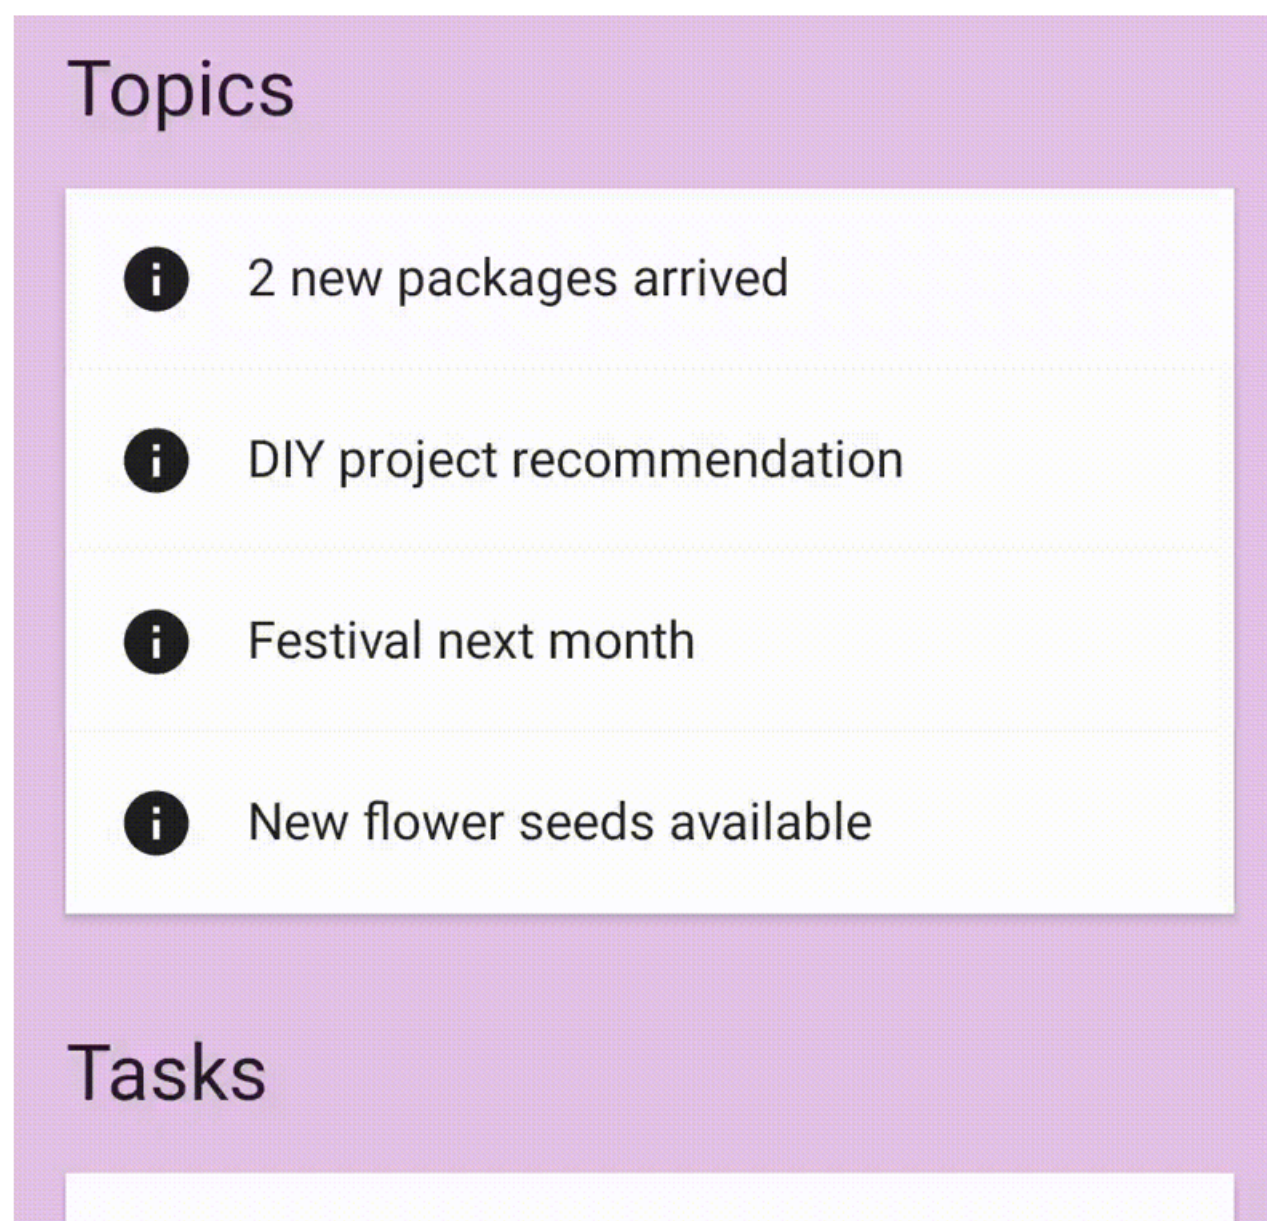 Topics
2 new packages arrived
DIY project recommendation
Festival next month
New flower seeds available
Tasks